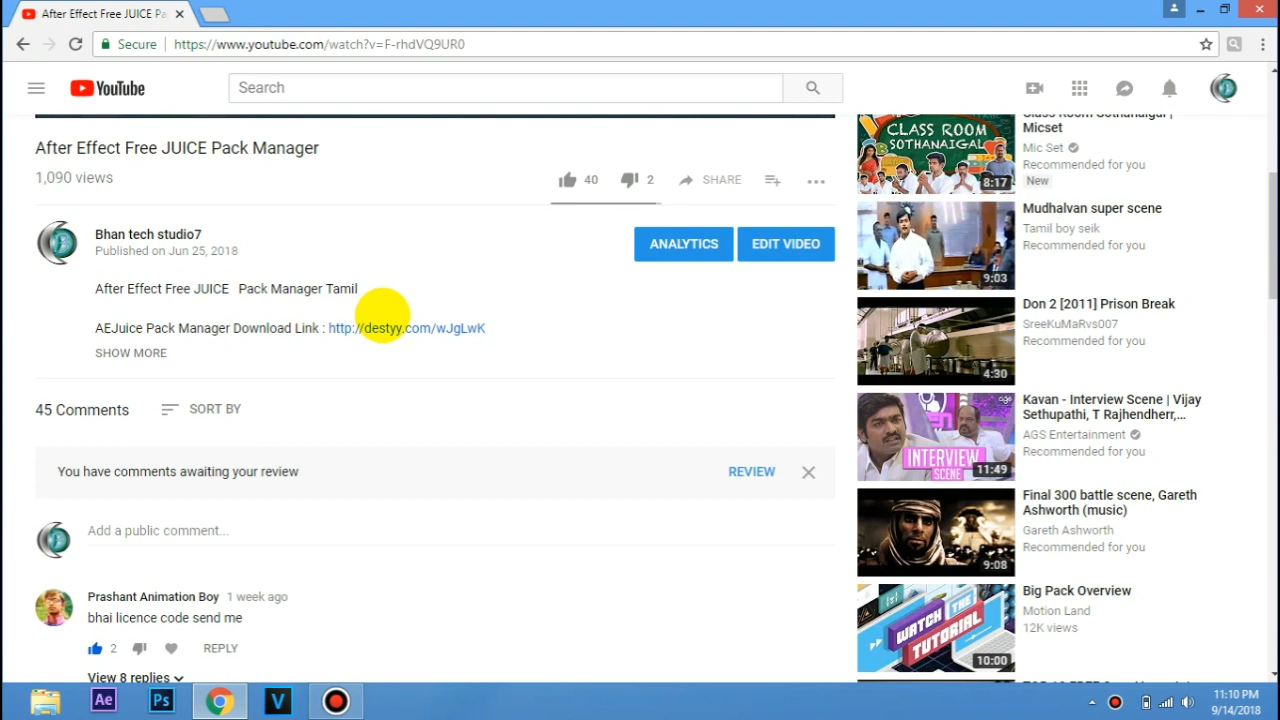 After Effect Free JUICE Pa
Secure
https://www.youtube.com/watch?v=F-rhdVQ9UR0
YouTube
Search
After Effect Free JUICE Pack Manager
1,090 views
40
2
SHARE
Bhan tech studio7
Published on Jun 25, 2018
ANALYTICS
EDIT VIDEO
After Effect Free JUICE Pack Manager Tamil
AEJuice Pack Manager Download Link : http://destyy.com/wJgLwK
SHOW MORE
45 Comments
SORT BY
You have comments awaiting your review
REVIEW
Add a public comment...
Prashant Animation Boy 1 week ago
bhai licence code send me
2
REPLY
View 8 replies
CLASS ROOM
SOTHANAIGAL
8:17
Class Room Sothanaigal |
Micset
Mic Set
Recommended for you
New
9:03
Mudhalvan super scene
Tamil boy seik
Recommended for you
4:30
Don 2 [2011] Prison Break
SreeKuMaRvs007
Recommended for you
INTERVIEW
SCENE
11:49
Kavan - Interview Scene | Vijay
Sethupathi, T Rajhendherr,...
AGS Entertainment
Recommended for you
9:08
Final 300 battle scene, Gareth
Ashworth (music)
Gareth Ashworth
Recommended for you
WATCH THE
TUTORIAL
10:00
Big Pack Overview
Motion Land
12K views
Ae
Ps
V
11:10 PM
9/14/2018